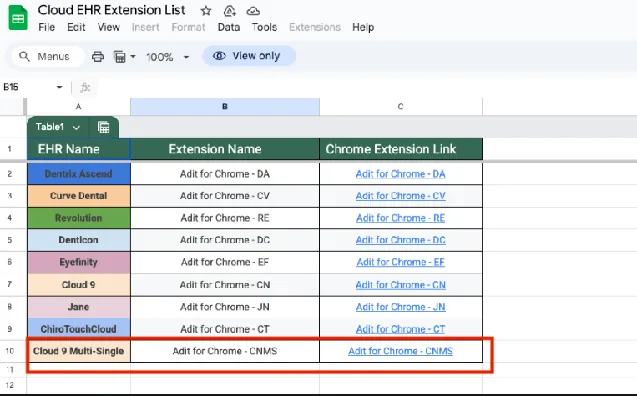 Cloud EHR Extension List
File Edit View Insert Format Data Tools Extensions Help
Menus 100% View only
B15 fx
A B C
Table1
1 EHR Name Extension Name Chrome Extension Link
2 Dentrix Ascend Adit for Chrome - DA Adit for Chrome - DA
3 Curve Dental Adit for Chrome - CV Adit for Chrome - CV
4 Revolution Adit for Chrome - RE Adit for Chrome - RE
5 Denticon Adit for Chrome - DC Adit for Chrome - DC
6 Eyefinity Adit for Chrome - EF Adit for Chrome - EF
7 Cloud 9 Adit for Chrome - CN Adit for Chrome - CN
8 Jane Adit for Chrome - JN Adit for Chrome - JN
9 ChiroTouchCloud Adit for Chrome - CT Adit for Chrome - CT
10 Cloud 9 Multi-Single Adit for Chrome - CNMS Adit for Chrome - CNMS
11
12